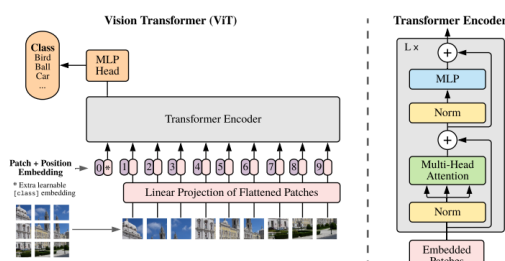 Vision Transformer (ViT)
Class
Bird
Ball
Car
...
MLP
Head
Transformer Encoder
Patch + Position
Embedding
* Extra learnable
[class] embedding
0 * 1 2 3 4 5 6 7 8 9
Linear Projection of Flattened Patches
Transformer Encoder
L ×
+
MLP
Norm
+
Multi-Head
Attention
Norm
Embedded
Patches